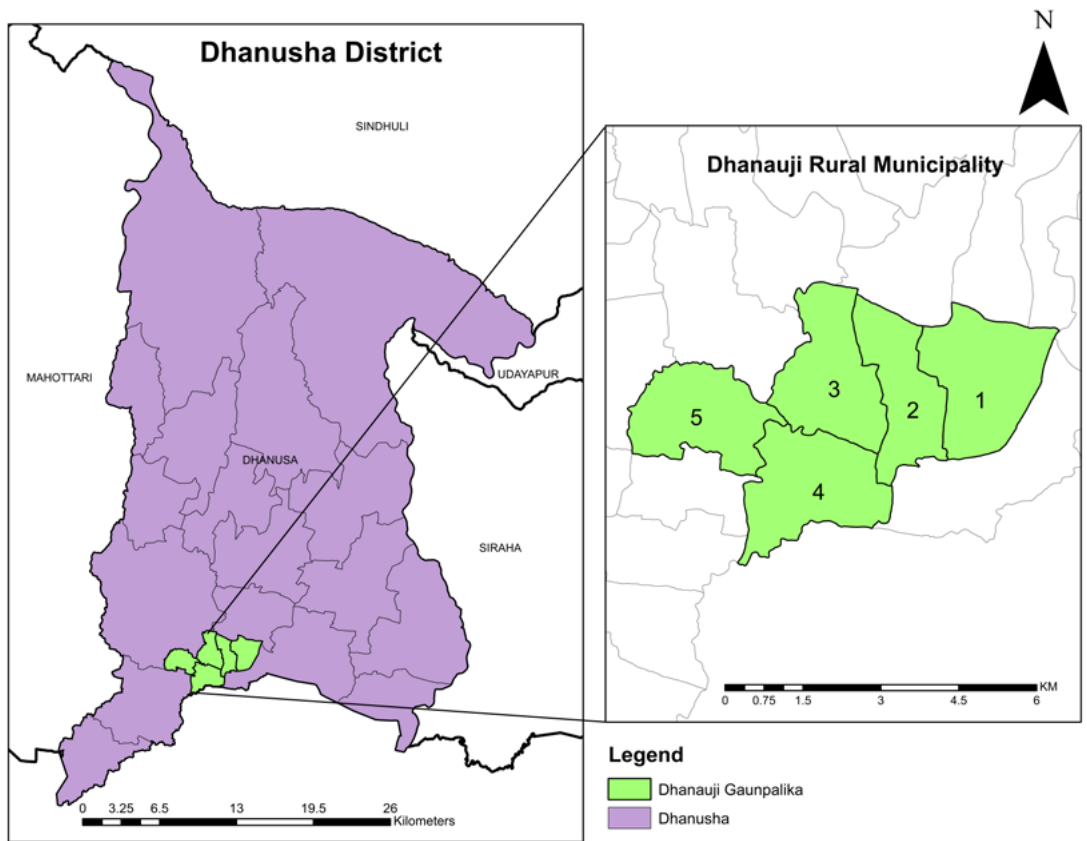 Dhanusha District
SINDHULI
MAHOTTARI
UDAYAPUR
DHANUSA
SIRAHA
0 3.25 6.5 13 19.5 26
Kilometers
N
Dhanauji Rural Municipality
3
2
1
5
4
KM
0 0.75 1.5 3 4.5 6
Legend
Dhanauji Gaunpalika
Dhanusha